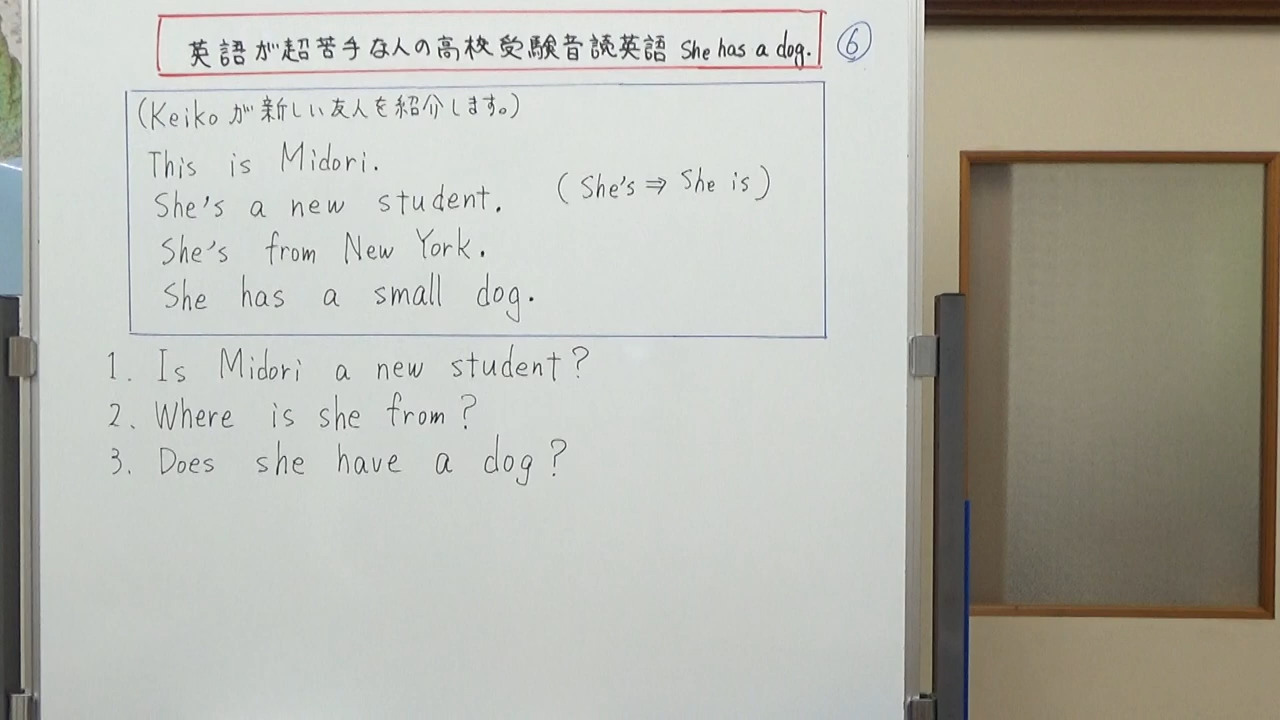 英語が超苦手な人の高校受験音読英語 She has a dog. ⑥
(Keikoが新しい友人を紹介します。)
This is Midori.
She's a new student. (She's ⇒ She is)
She's from New York.
She has a small dog.
1. Is Midori a new student?
2. Where is she from?
3. Does she have a dog?